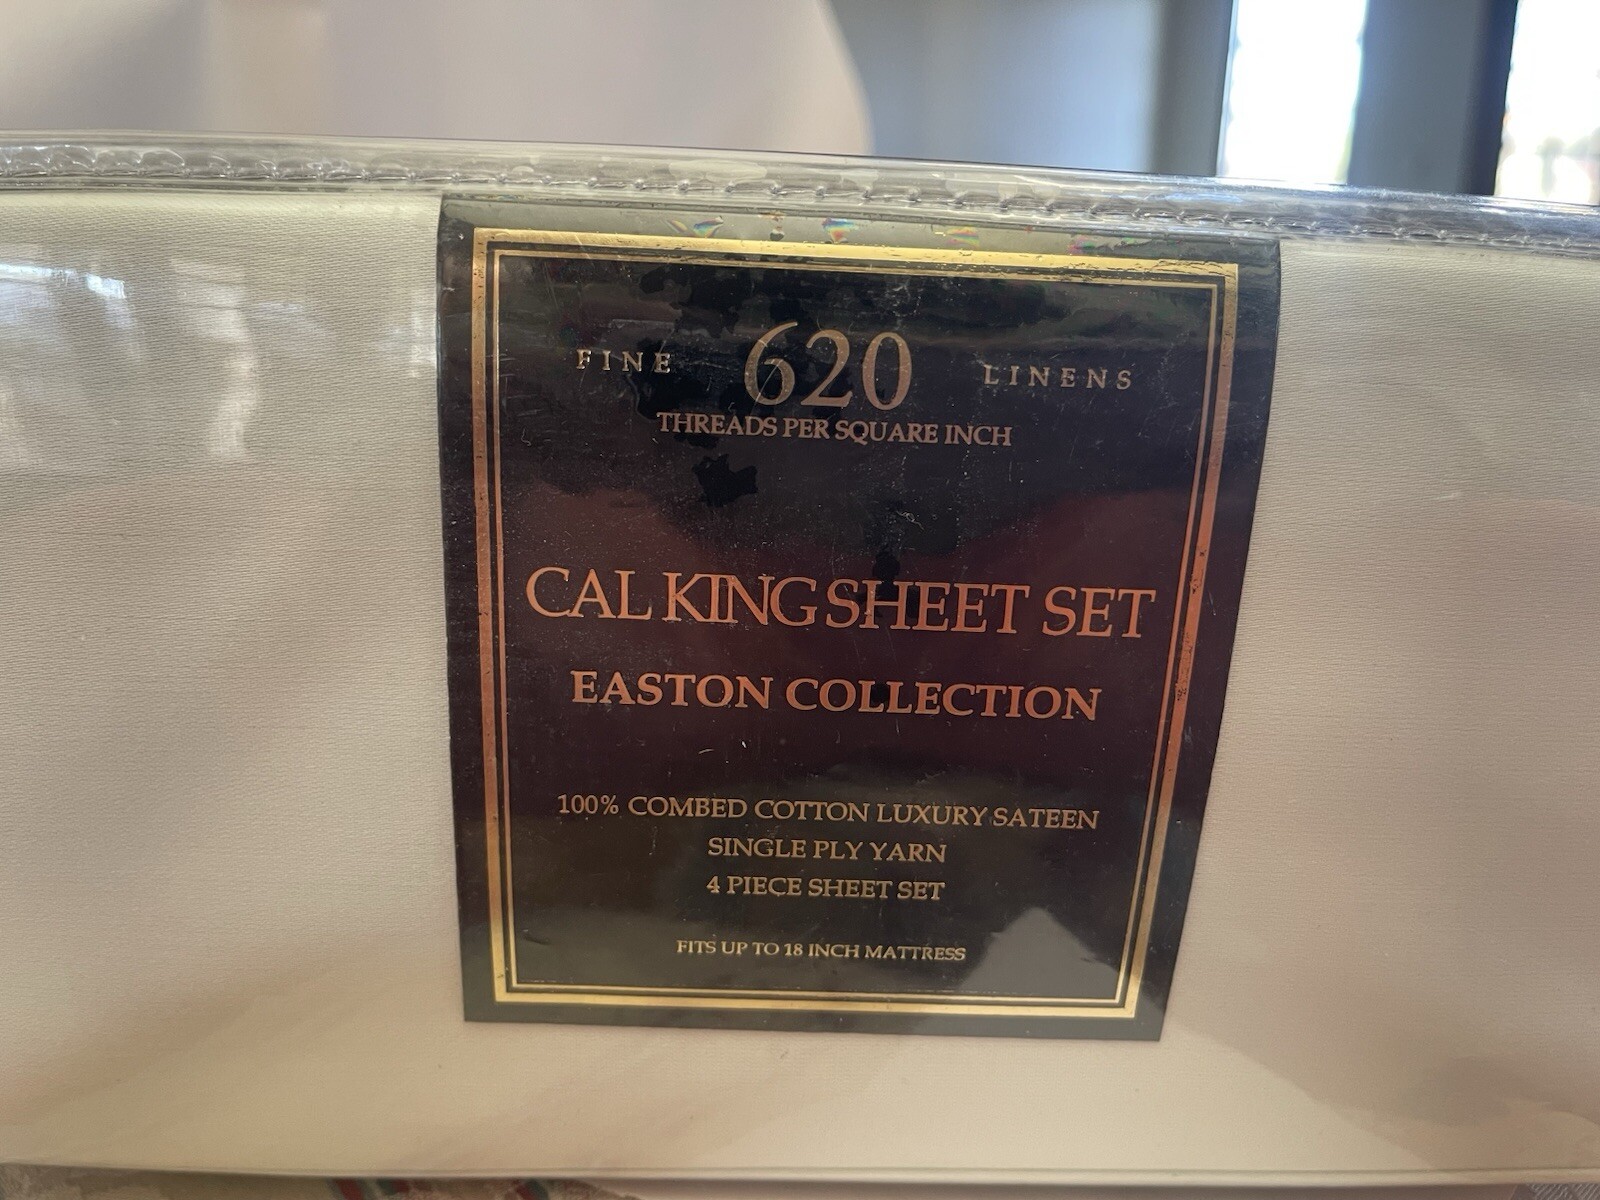 FINE 620 LINENS
THREADS PER SQUARE INCH
CAL KING SHEET SET
EASTON COLLECTION
100% COMBED COTTON LUXURY SATEEN
SINGLE PLY YARN
4 PIECE SHEET SET
FITS UP TO 18 INCH MATTRESS